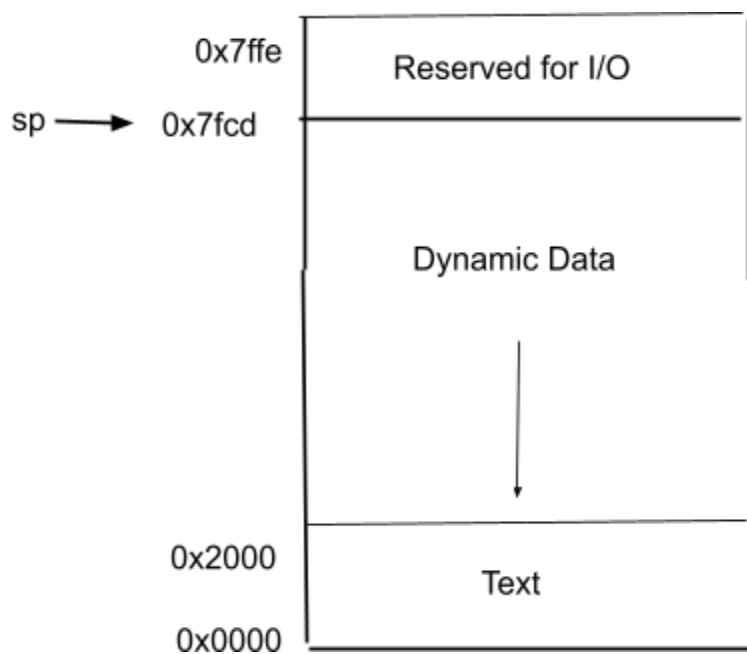 0x7ffe
Reserved for I/O
sp
0x7fcd
Dynamic Data
0x2000
Text
0x0000